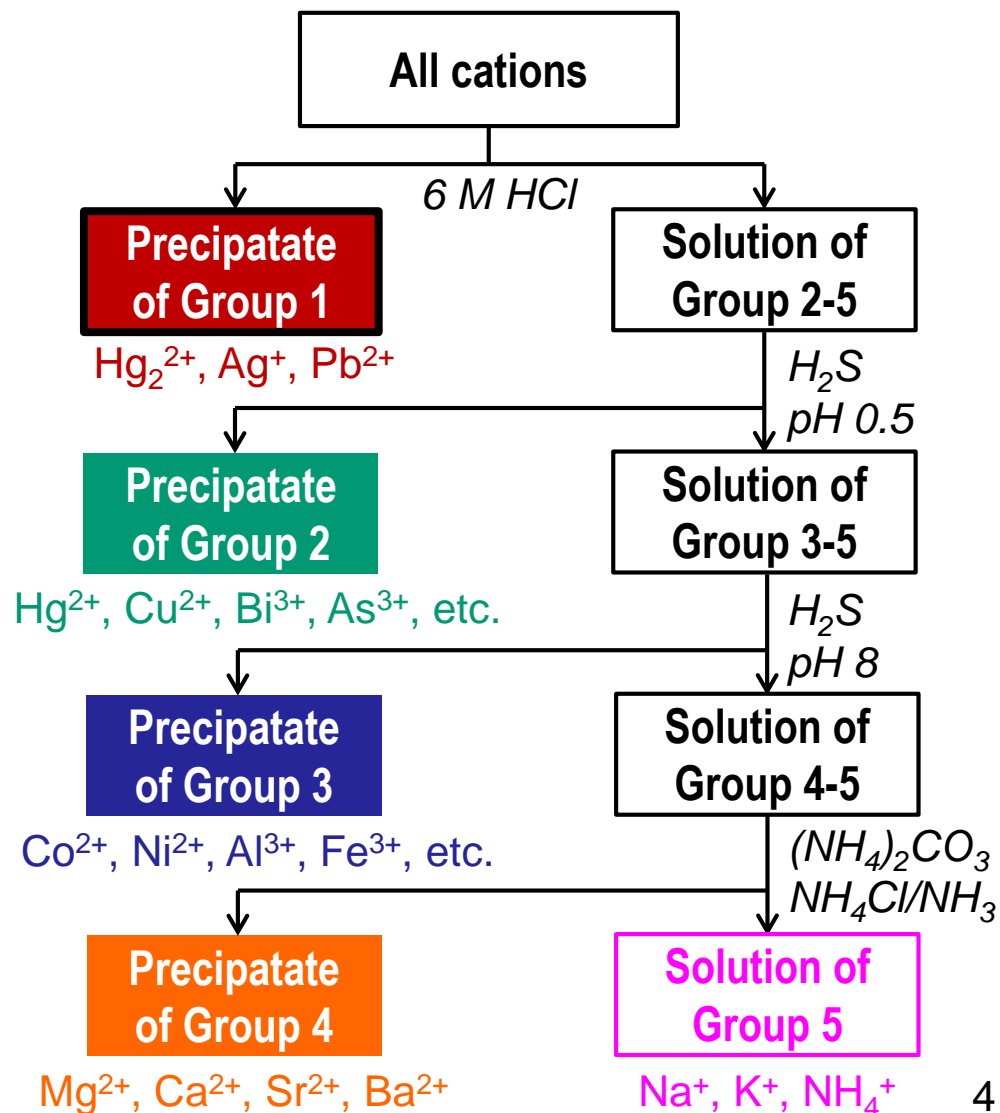 All cations
6 M HCl
Precipatate
of Group 1
Solution of
Group 2-5
Hg₂²⁺, Ag⁺, Pb²⁺
H₂S
pH 0.5
Precipatate
of Group 2
Solution of
Group 3-5
Hg²⁺, Cu²⁺, Bi³⁺, As³⁺, etc.
H₂S
pH 8
Precipatate
of Group 3
Solution of
Group 4-5
Co²⁺, Ni²⁺, Al³⁺, Fe³⁺, etc.
(NH₄)₂CO₃
NH₄Cl/NH₃
Precipatate
of Group 4
Solution of
Group 5
Mg²⁺, Ca²⁺, Sr²⁺, Ba²⁺
Na⁺, K⁺, NH₄⁺
4